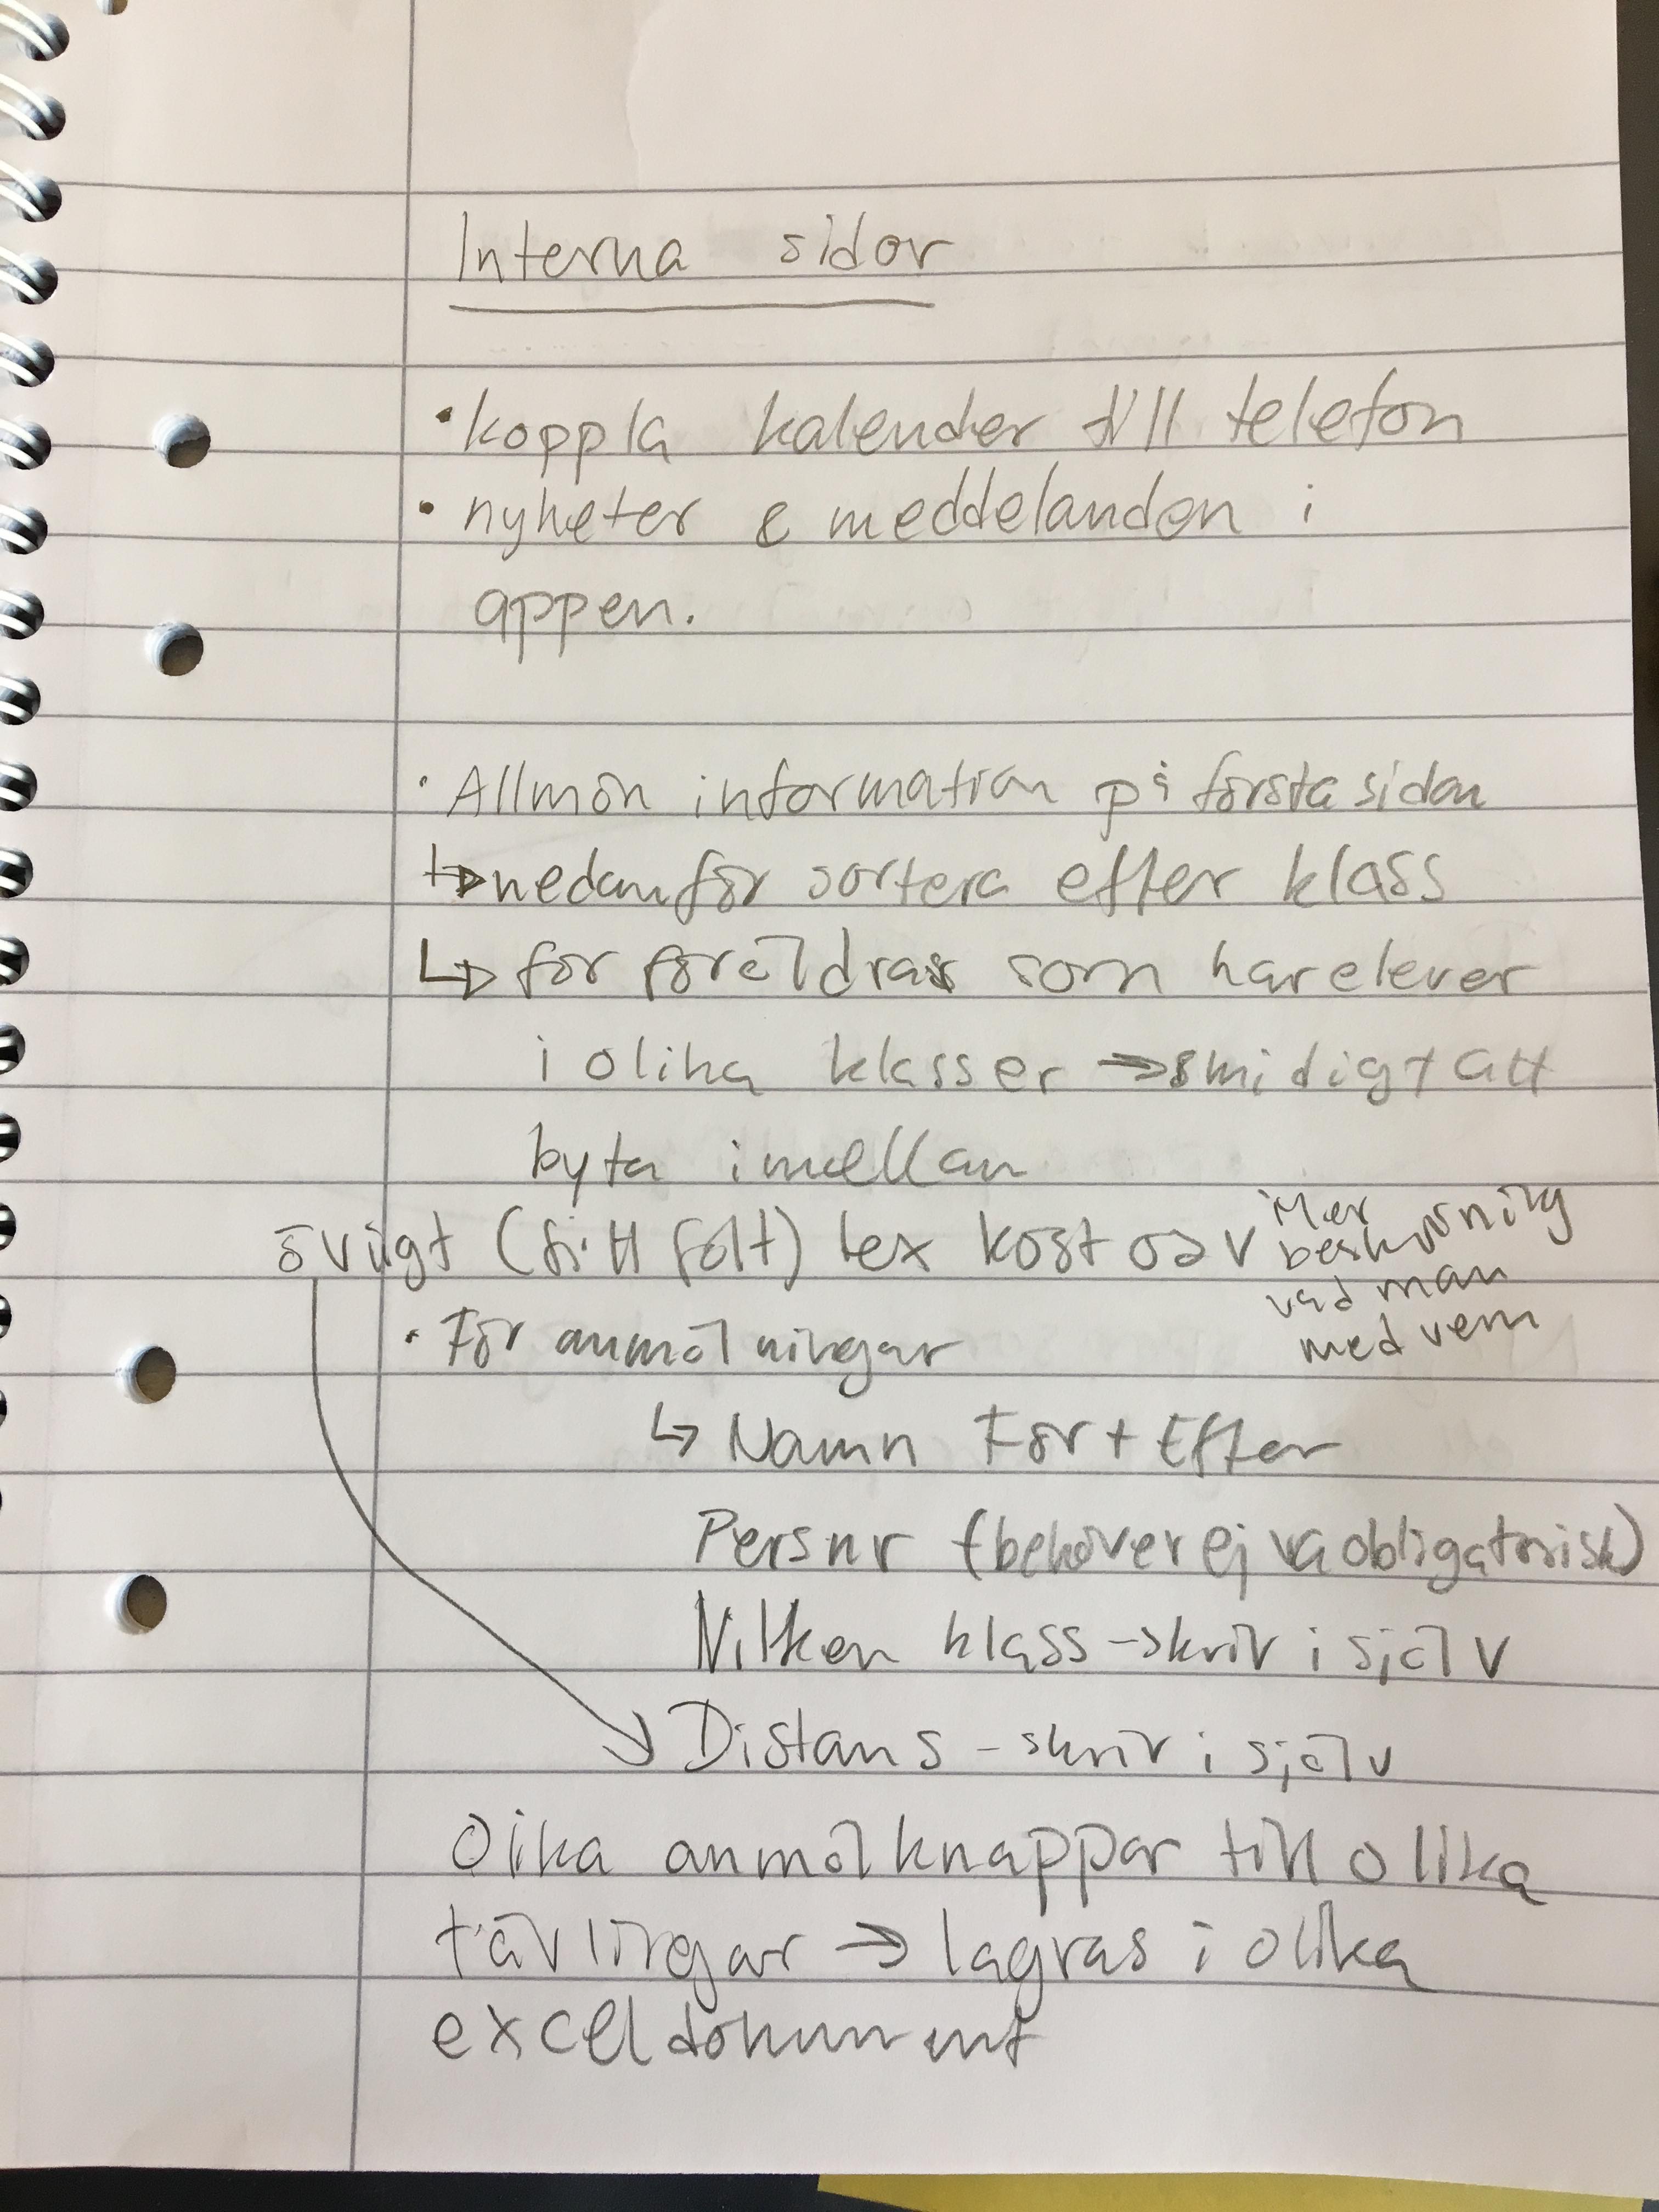 Interna sidor
• koppla kalender till telefon
• nyheter & meddelanden i
appen.
• Allmän information på första sidan
↳ nedanför sortera efter klass
↳ för föräldrar som har elever
i olika klasser → smidigt att
byta imellan
övrigt (fritt fält) tex kost osv
Mer
beskrivning
vad man
med vem
• För anmälningar
↳ Namn För + Efter
Persnr (behöver ej va obligatorisk)
Vilken klass - skriv i själv
Distans - skriv i själv
Olika anmälknappar till olika
tävlingar → lagras i olika
exceldokument